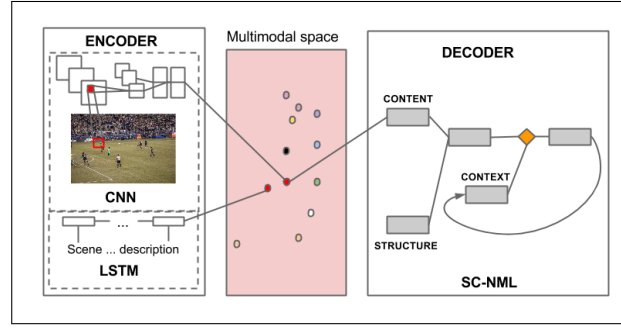 ENCODER
CNN
Scene ... description
...
LSTM
Multimodal space
DECODER
CONTENT
CONTEXT
STRUCTURE
SC-NML